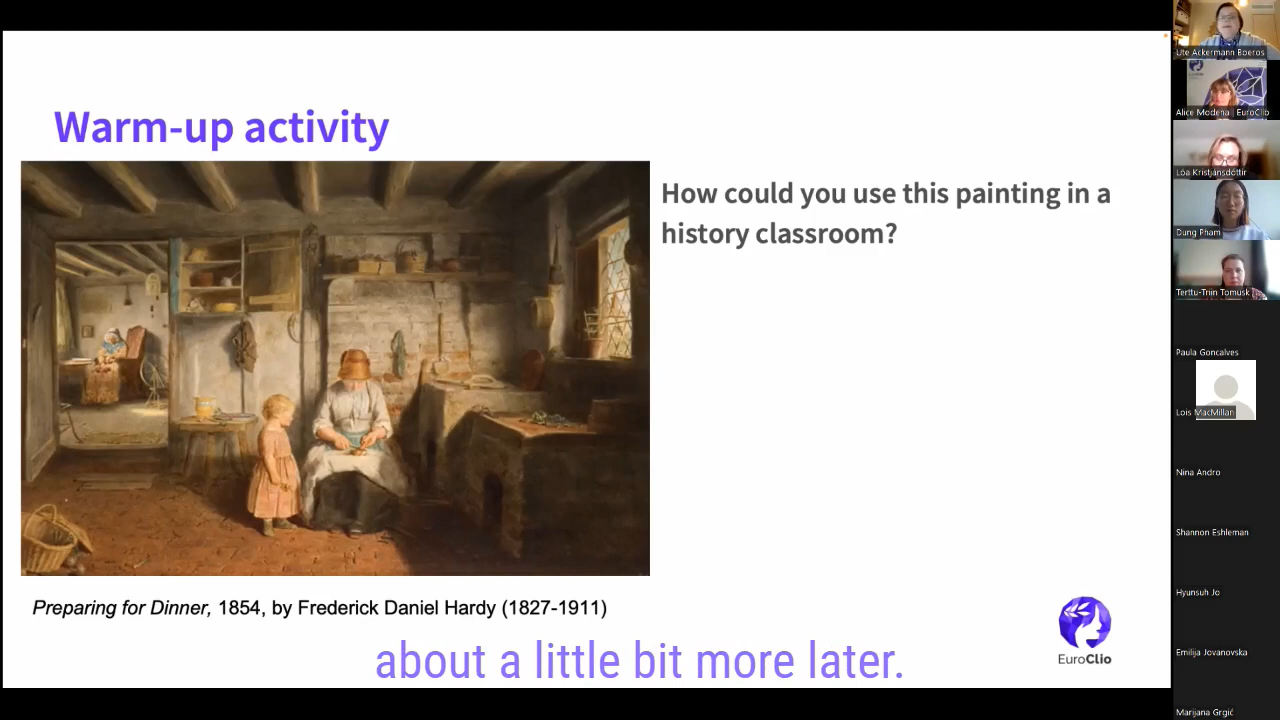 Warm-up activity
How could you use this painting in a
history classroom?
Preparing for Dinner, 1854, by Frederick Daniel Hardy (1827-1911)
EuroClio
about a little bit more later.
Ute Ackermann Boeros
Alice Modena | EuroClio
Lóa Kristjánsdóttir
Dung Pham
Terttu-Triin Tomusk
Paula Goncalves
Lois MacMillan
Nina Andro
Shannon Eshleman
Hyunsuh Jo
Emilija Jovanovska
Marijana Grgić